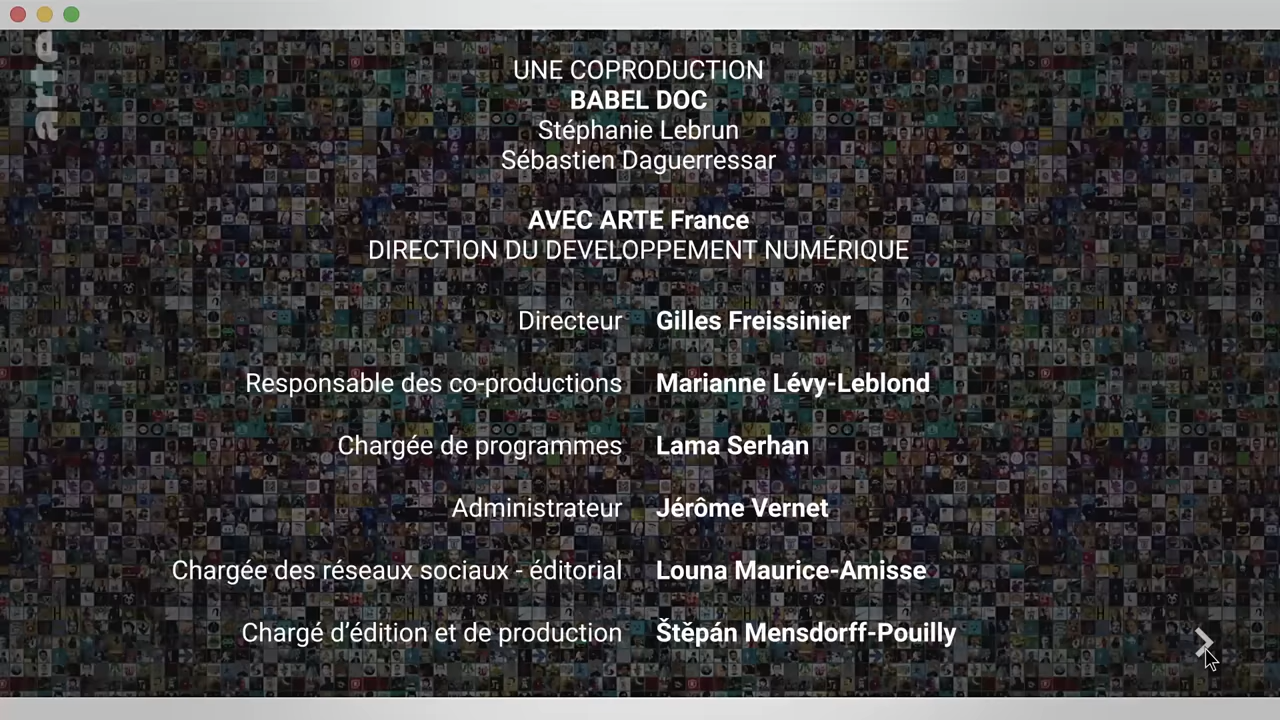 arte
UNE COPRODUCTION
BABEL DOC
Stéphanie Lebrun
Sébastien Daguerressar
AVEC ARTE France
DIRECTION DU DEVELOPPEMENT NUMÉRIQUE
Directeur Gilles Freissinier
Responsable des co-productions Marianne Lévy-Leblond
Chargée de programmes Lama Serhan
Administrateur Jérôme Vernet
Chargée des réseaux sociaux - éditorial Louna Maurice-Amisse
Chargé d’édition et de production Štěpán Mensdorff-Pouilly